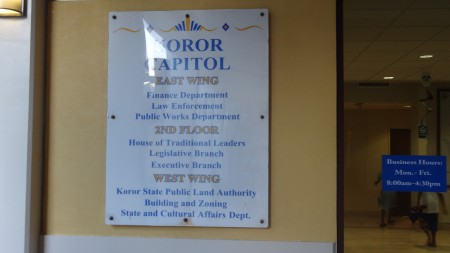 KOROR
CAPITOL
EAST WING
Finance Department
Law Enforcement
Public Works Department
2ND FLOOR
House of Traditional Leaders
Legislative Branch
Executive Branch
WEST WING
Koror State Public Land Authority
Building and Zoning
State and Cultural Affairs Dept.
Business Hours:
Mon.- Fri.
8:00am-4:30pm